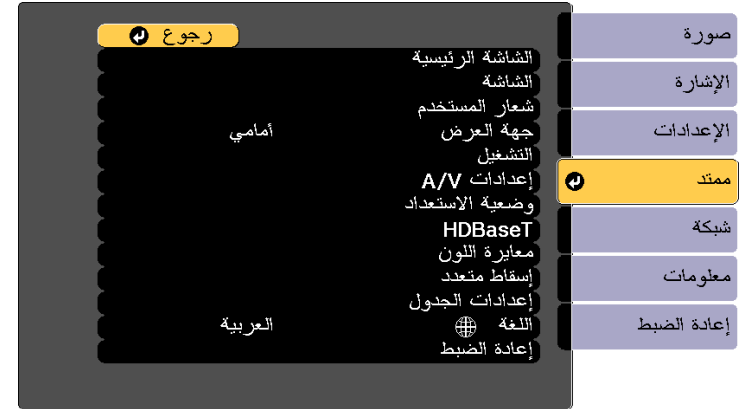 صورة
الإشارة
الإعدادات
ممتد
شبكة
معلومات
إعادة الضبط
رجوع
الشاشة الرئيسية
الشاشة
شعار المستخدم
جهة العرض أمامي
التشغيل
إعدادات A/V
وضعية الاستعداد
HDBaseT
معايرة اللون
إسقاط متعدد
إعدادات الجدول
اللغة العربية
إعادة الضبط